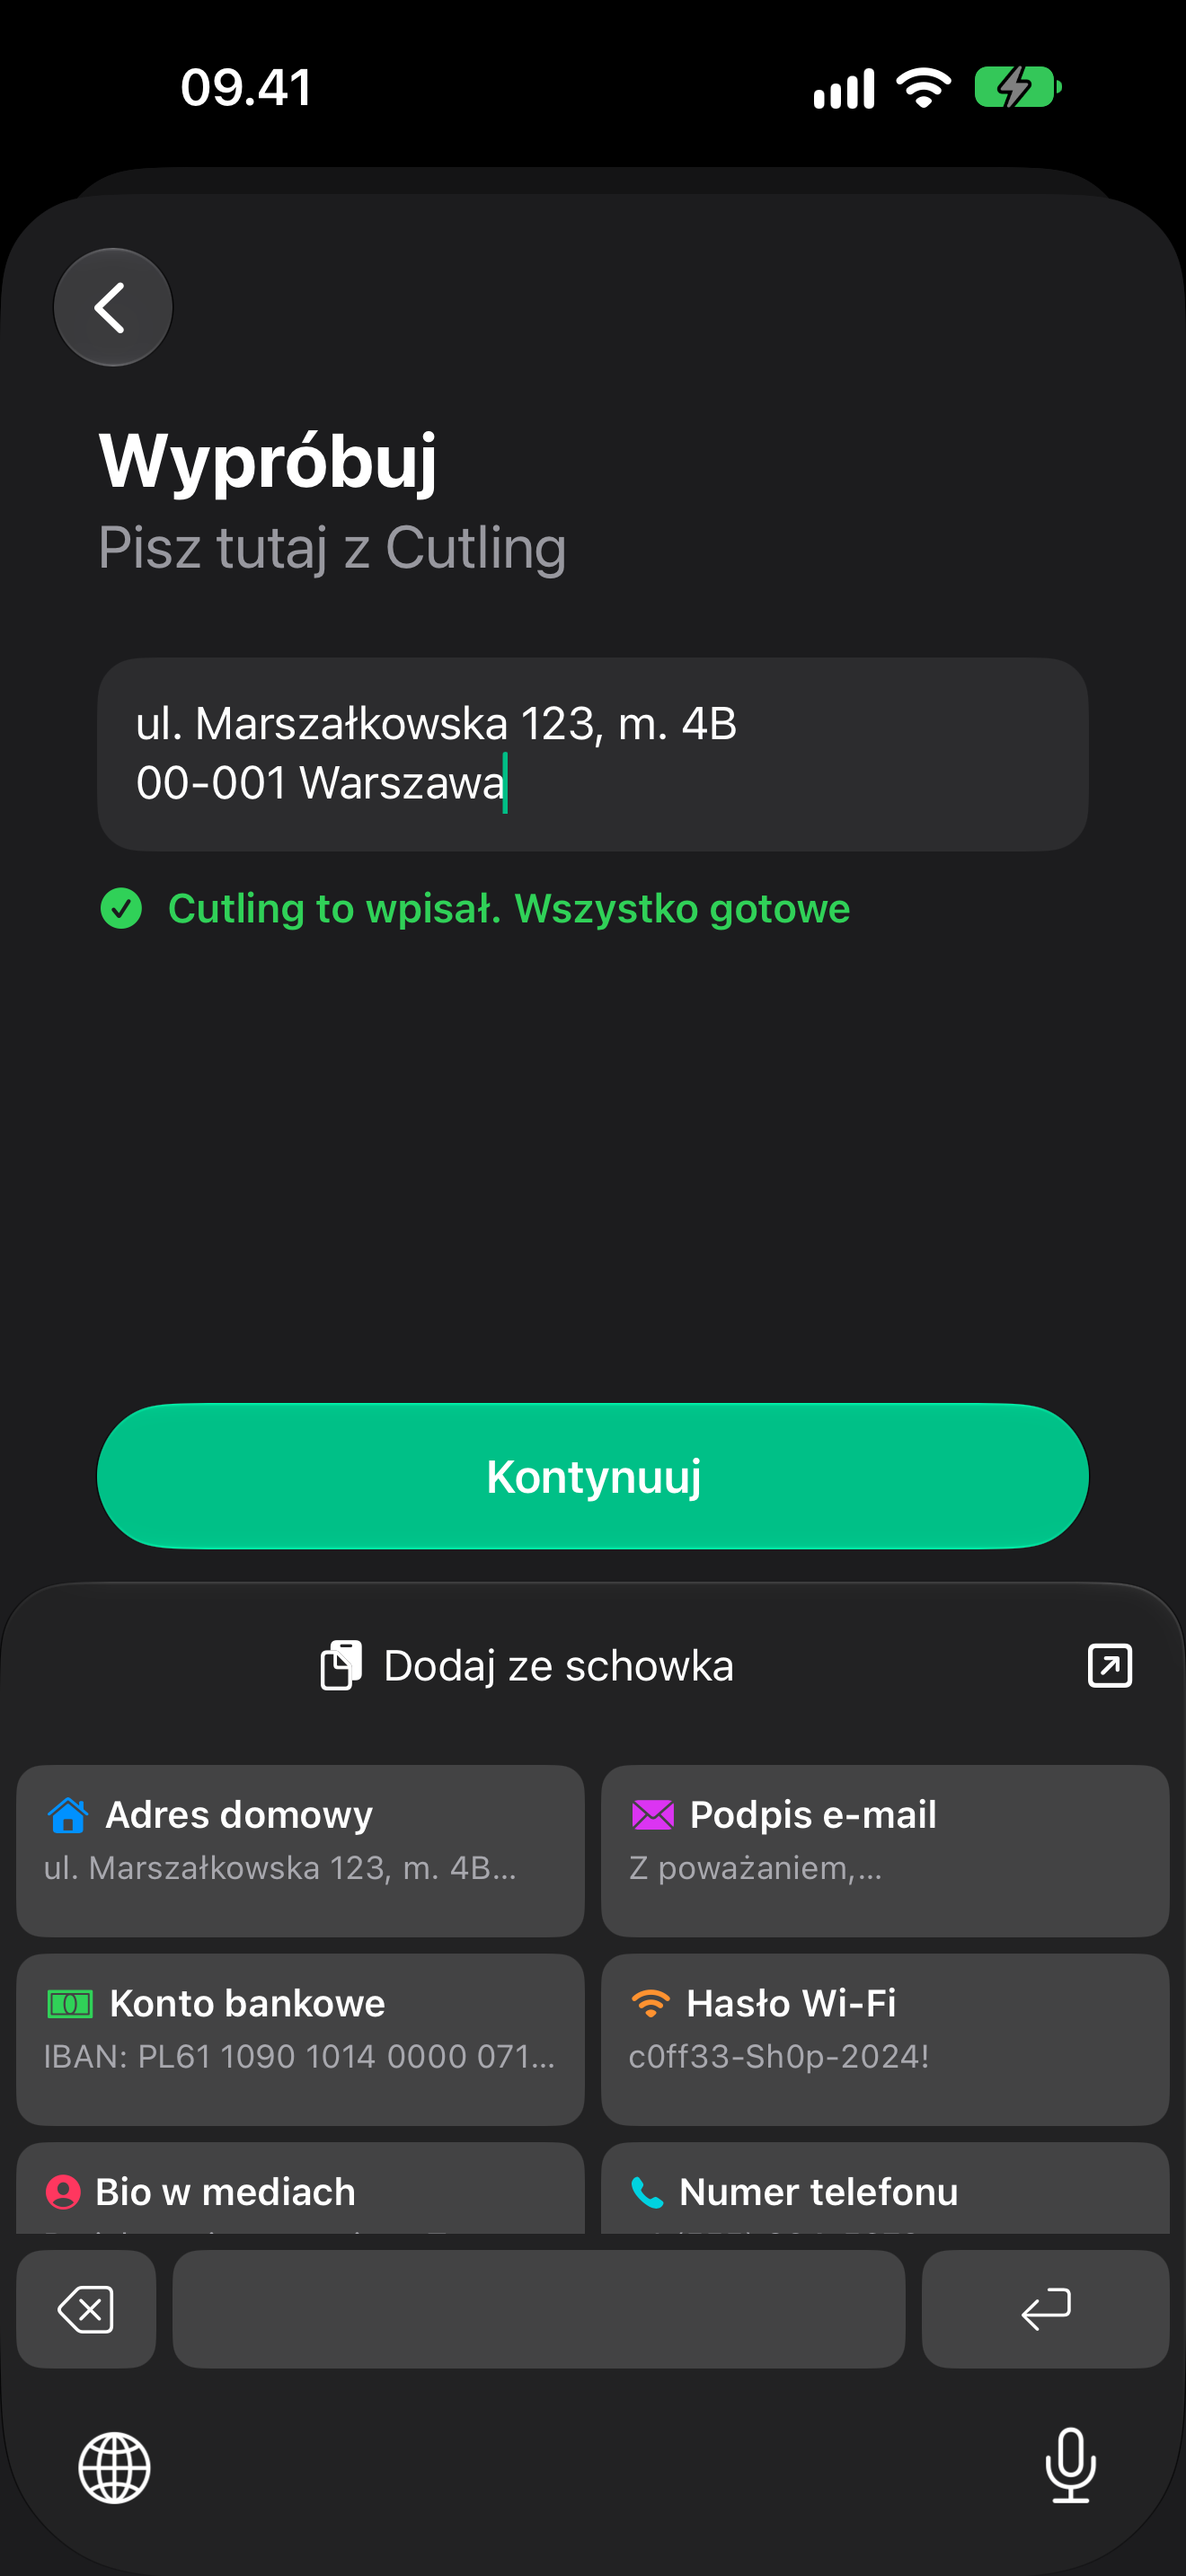 09.41
Wypróbuj
Pisz tutaj z Cutling
ul. Marszałkowska 123, m. 4B
00-001 Warszawa
Cutling to wpisał. Wszystko gotowe
Kontynuuj
Dodaj ze schowka
Adres domowy
ul. Marszałkowska 123, m. 4B...
Podpis e-mail
Z poważaniem,...
Konto bankowe
IBAN: PL61 1090 1014 0000 071...
Hasło Wi-Fi
c0ff33-Sh0p-2024!
Bio w mediach
Numer telefonu